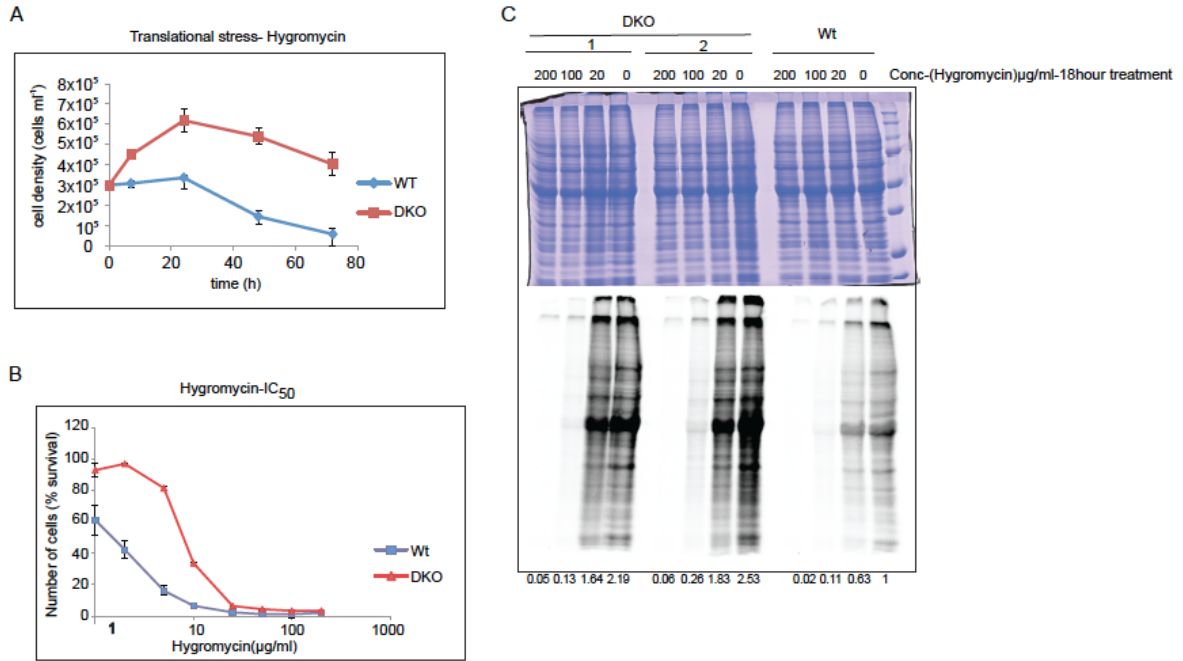 A
Translational stress- Hygromycin
8x10⁵
7x10⁵
6x10⁵
5x10⁵
4x10⁵
3x10⁵
2x10⁵
10⁵
0
cell density (cells ml⁻¹)
0 20 40 60 80
time (h)
WT
DKO
B
Hygromycin-IC₅₀
120
100
80
60
40
20
0
Number of cells (% survival)
1 10 100 1000
Hygromycin(µg/ml)
Wt
DKO
C
DKO Wt
1 2
200 100 20 0 200 100 20 0 200 100 20 0 Conc-(Hygromycin)µg/ml-18hour treatment
0.05 0.13 1.64 2.19 0.06 0.26 1.83 2.53 0.02 0.11 0.63 1